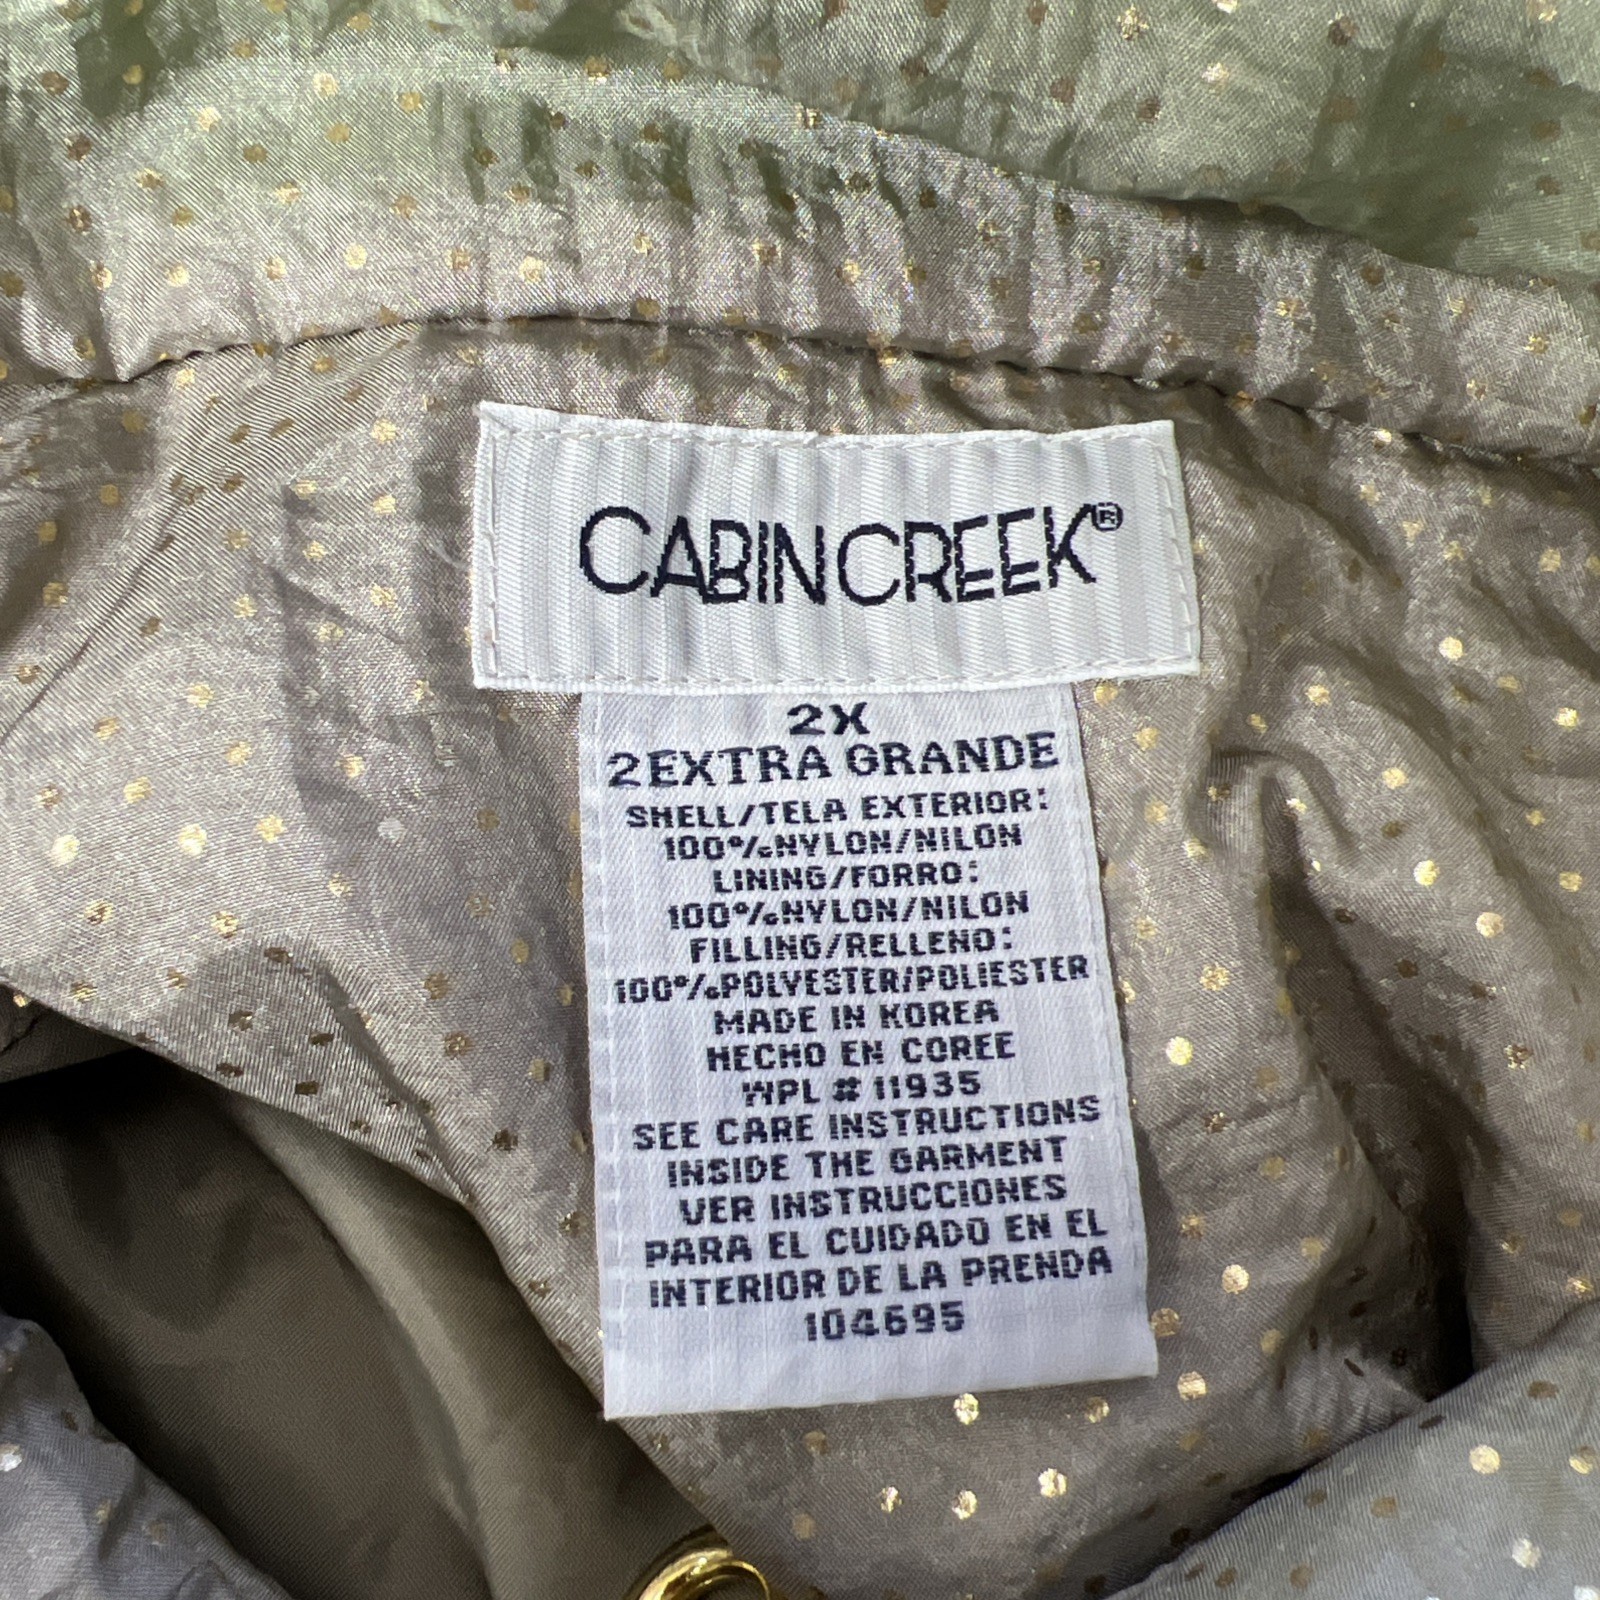 CABIN CREEK®
2X
2EXTRA GRANDE
SHELL/TELA EXTERIOR:
100%NYLON/NILON
LINING/FORRO:
100%NYLON/NILON
FILLING/RELLENO:
100%POLYESTER/POLIESTER
MADE IN KOREA
HECHO EN COREE
WPL # 11935
SEE CARE INSTRUCTIONS
INSIDE THE GARMENT
VER INSTRUCCIONES
PARA EL CUIDADO EN EL
INTERIOR DE LA PRENDA
104695